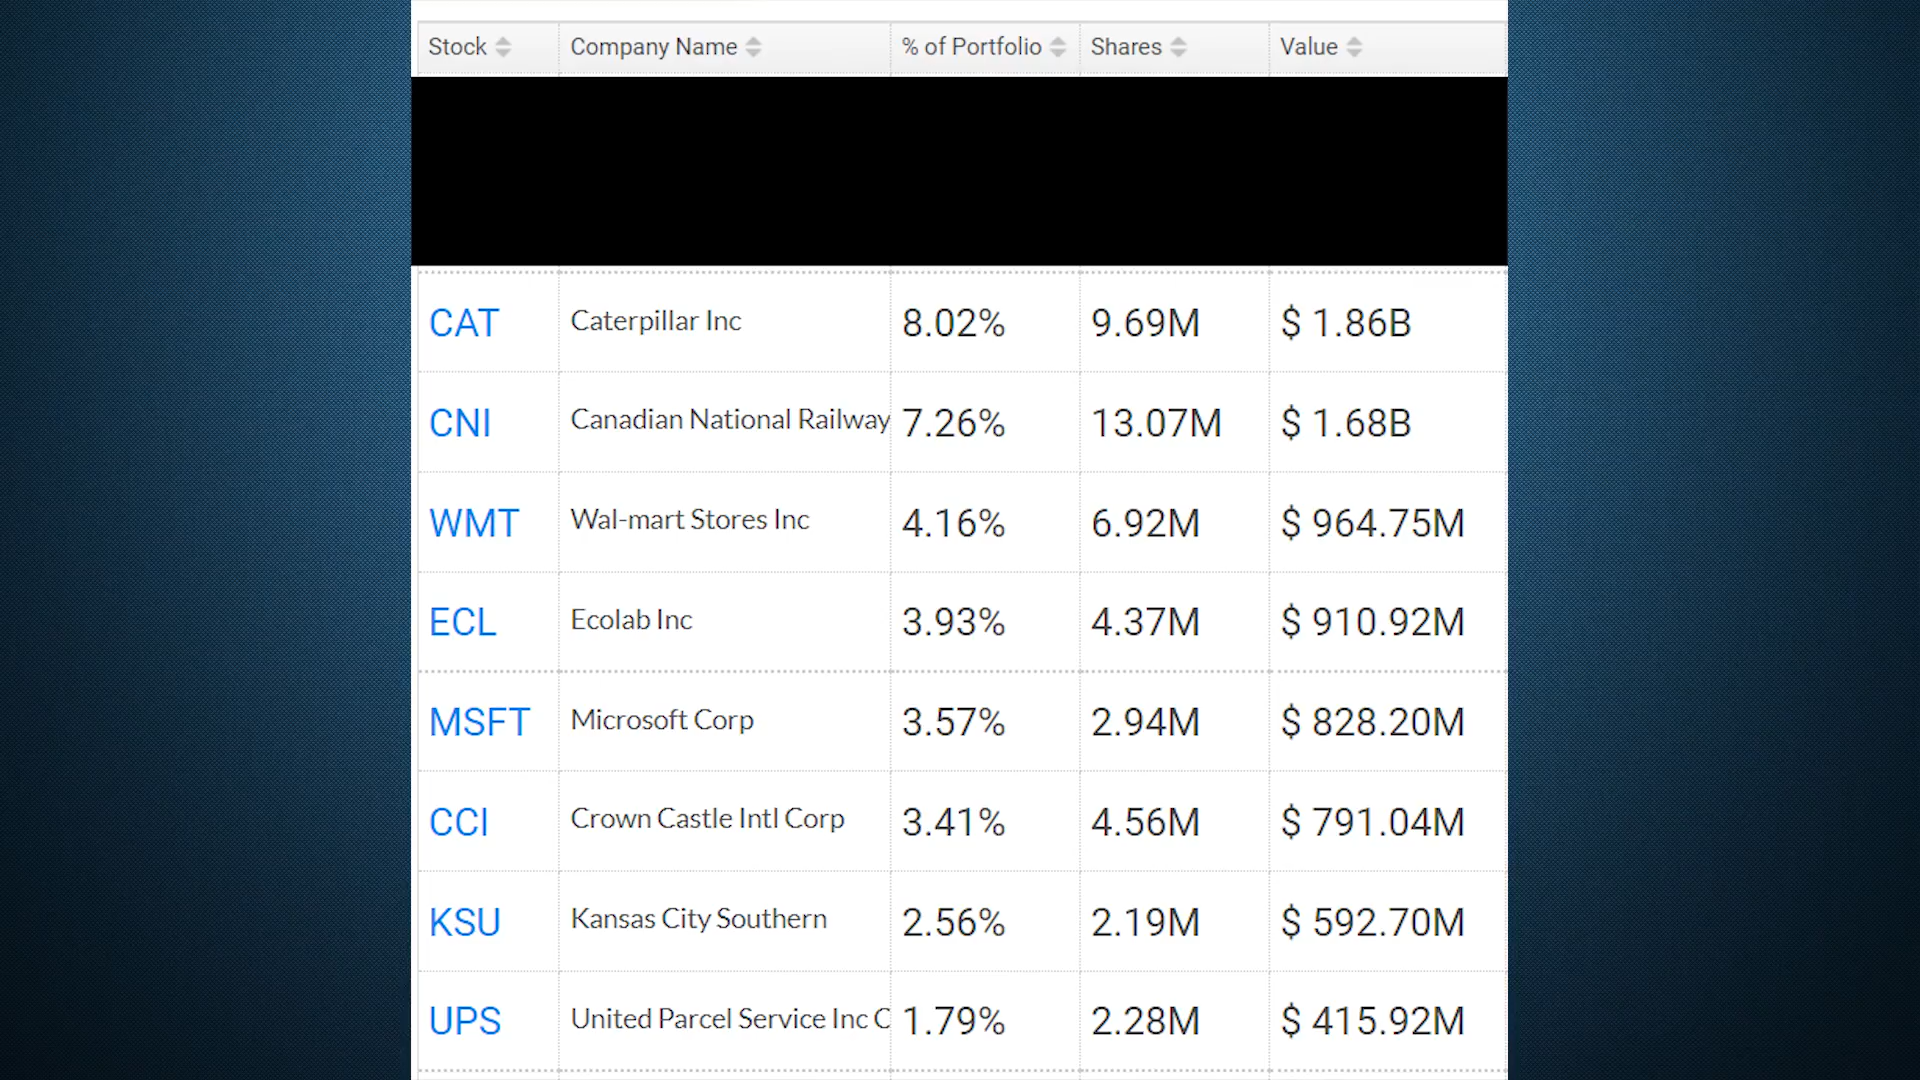 Stock Company Name % of Portfolio Shares Value
CAT Caterpillar Inc 8.02% 9.69M $ 1.86B
CNI Canadian National Railway 7.26% 13.07M $ 1.68B
WMT Wal-mart Stores Inc 4.16% 6.92M $ 964.75M
ECL Ecolab Inc 3.93% 4.37M $ 910.92M
MSFT Microsoft Corp 3.57% 2.94M $ 828.20M
CCI Crown Castle Intl Corp 3.41% 4.56M $ 791.04M
KSU Kansas City Southern 2.56% 2.19M $ 592.70M
UPS United Parcel Service Inc C 1.79% 2.28M $ 415.92M